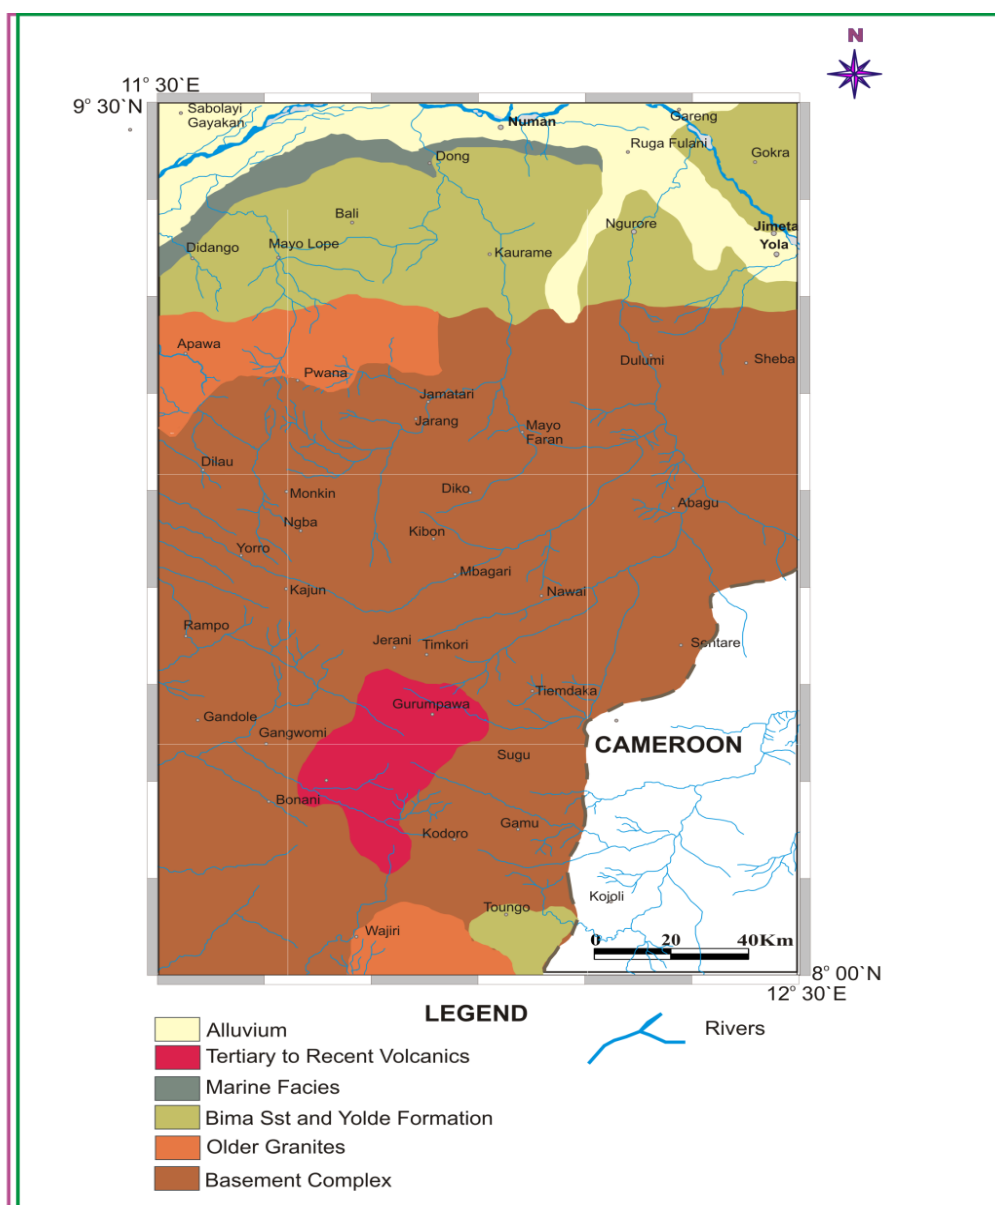 N
11° 30`E
9° 30`N
Sabolayi
Gayakan
Numan
Gareng
Ruga Fulani
Gokra
Dong
Bali
Ngurore
Jimeta
Yola
Didango
Mayo Lope
Kaurame
Apawa
Pwana
Dulumi
Sheba
Jamatari
Jarang
Mayo
Faran
Dilau
Monkin
Diko
Abagu
Ngba
Kibon
Yorro
Mbagari
Kajun
Nawai
Rampo
Jerani
Timkori
Sentare
Tiemdaka
Gurumpawa
Gandole
Gangwomi
CAMEROON
Sugu
Bonani
Kodoro
Gamu
Toungo
Kojoli
Wajiri
0 20 40Km
8° 00`N
12° 30`E
LEGEND
Alluvium
Rivers
Tertiary to Recent Volcanics
Marine Facies
Bima Sst and Yolde Formation
Older Granites
Basement Complex